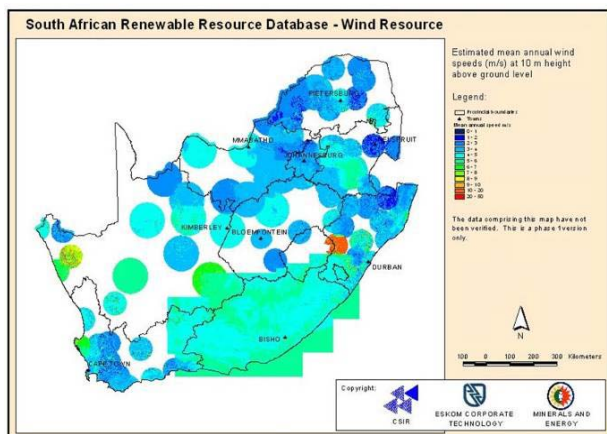 South African Renewable Resource Database - Wind Resource
Estimated mean annual wind
speeds (m/s) at 10 m height
above ground level
Legend:
Provincial boundaries
Towns
Mean annual speed m/s
0 - 1
1 - 2
2 - 3
3 - 4
4 - 5
5 - 6
6 - 7
7 - 8
8 - 9
9 - 10
10 - 20
20 - 50
The data comprising this map have not
been verified. This is a phase 1version
only.
PIETERSBURG
MMABATHO
NELSPRUIT
JOHANNESBURG
KIMBERLEY
BLOEMFONTEIN
DURBAN
BISHO
CAPE TOWN
N
100 0 100 200 300 Kilometers
Copyright:
CSIR
ESKOM CORPORATE
TECHNOLOGY
MINERALS AND
ENERGY